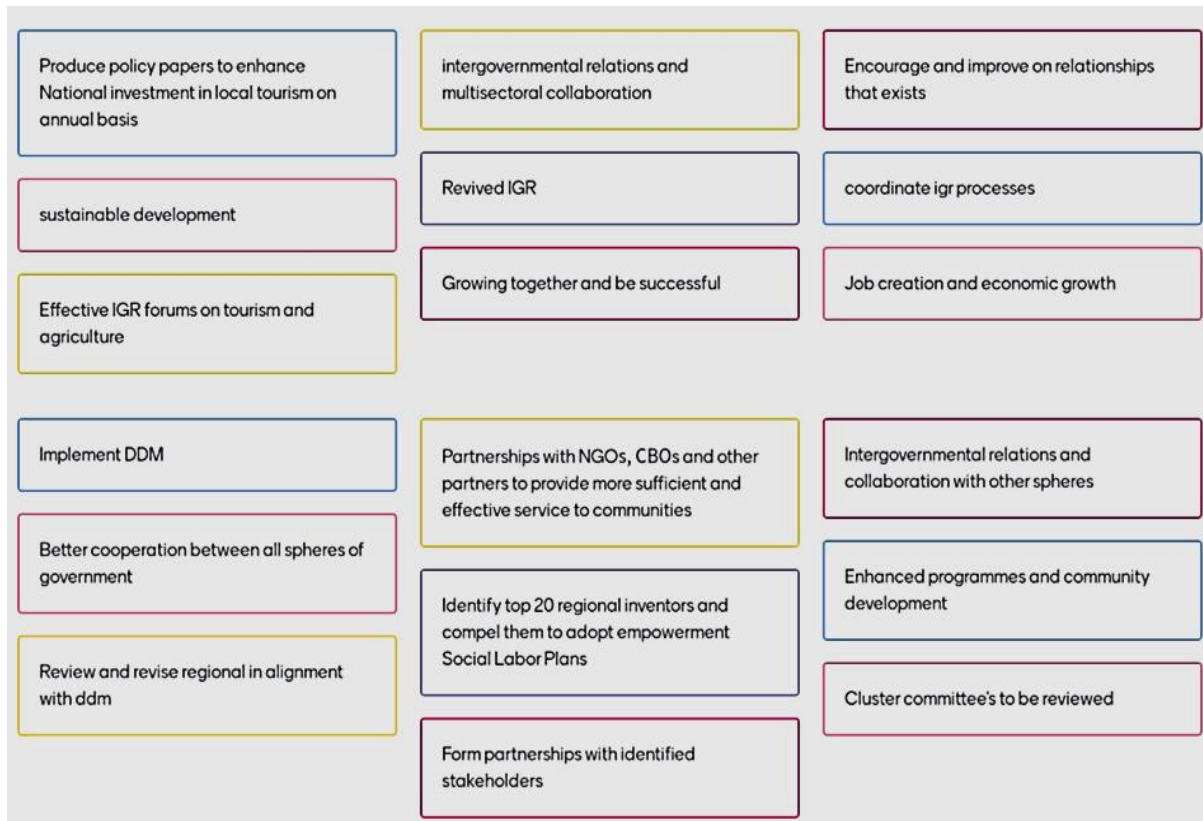 Produce policy papers to enhance
National investment in local tourism on
annual basis
sustainable development
Effective IGR forums on tourism and
agriculture
intergovernmental relations and
multisectoral collaboration
Revived IGR
Growing together and be successful
Encourage and improve on relationships
that exists
coordinate igr processes
Job creation and economic growth
Implement DDM
Better cooperation between all spheres of
government
Review and revise regional in alignment
with ddm
Partnerships with NGOs, CBOs and other
partners to provide more sufficient and
effective service to communities
Identify top 20 regional inventors and
compel them to adopt empowerment
Social Labor Plans
Form partnerships with identified
stakeholders
Intergovernmental relations and
collaboration with other spheres
Enhanced programmes and community
development
Cluster committee's to be reviewed